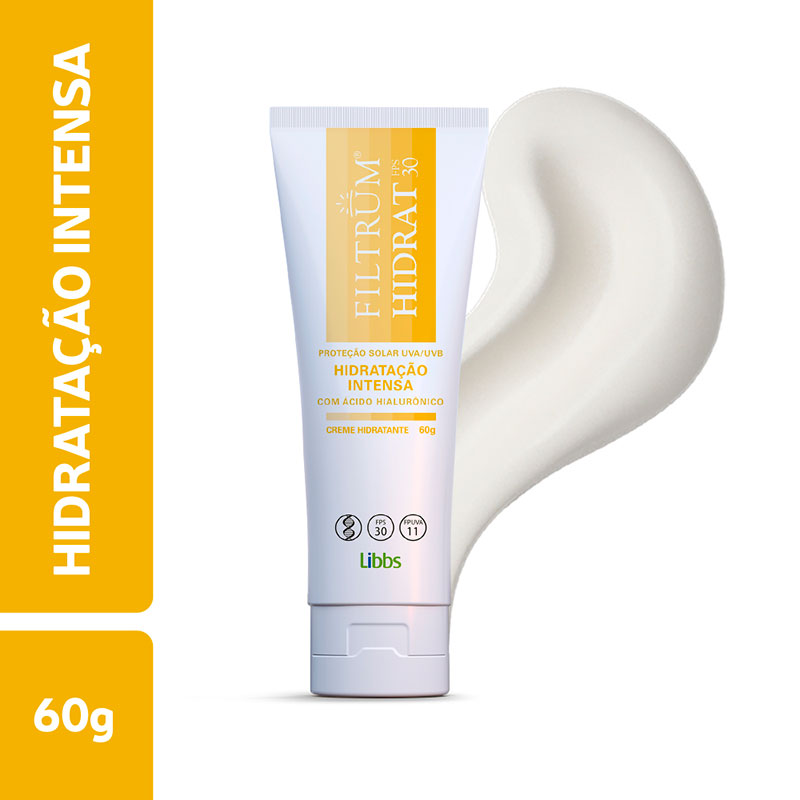 HIDRATAÇÃO INTENSA
60g
FILTRUM®
HIDRAT FPS 30
PROTEÇÃO SOLAR UVA/UVB
HIDRATAÇÃO
INTENSA
COM ÁCIDO HIALURÔNICO
CREME HIDRATANTE 60g
FPS
30
FPUVA
11
Libbs